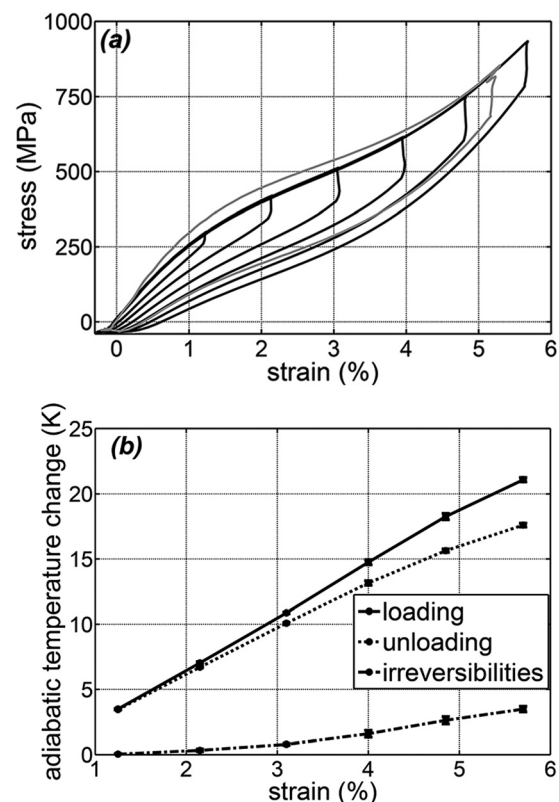 (a)
stress (MPa)
1000
750
500
250
0
0 1 2 3 4 5 6
strain (%)
(b)
adiabatic temperature change (K)
25
20
15
10
5
0
loading
unloading
irreversibilities
1 2 3 4 5 6
strain (%)